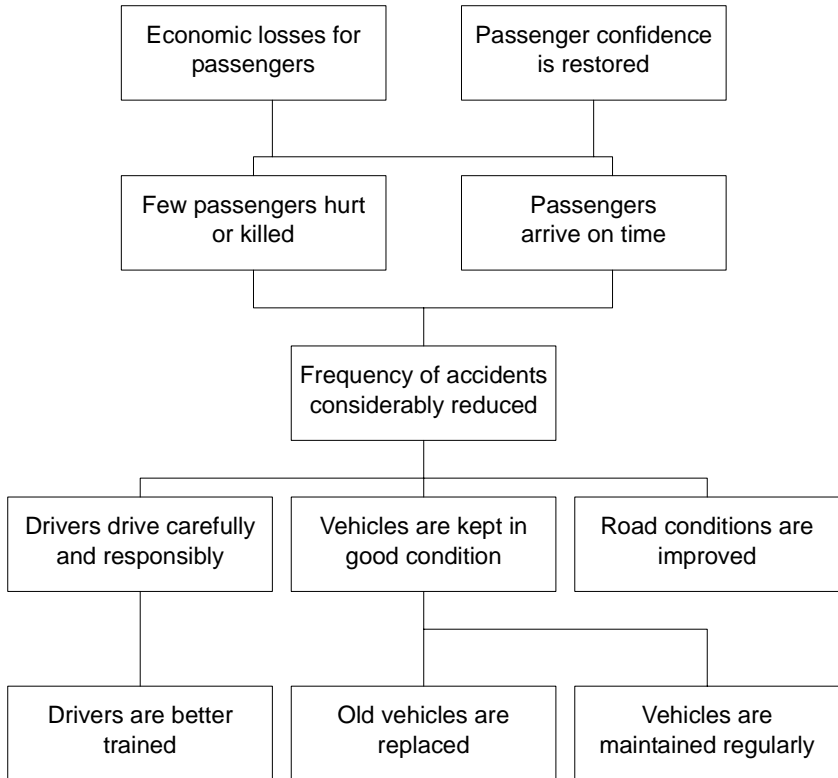 Economic losses for
passengers
Passenger confidence
is restored
Few passengers hurt
or killed
Passengers
arrive on time
Frequency of accidents
considerably reduced
Drivers drive carefully
and responsibly
Vehicles are kept in
good condition
Road conditions are
improved
Drivers are better
trained
Old vehicles are
replaced
Vehicles are
maintained regularly